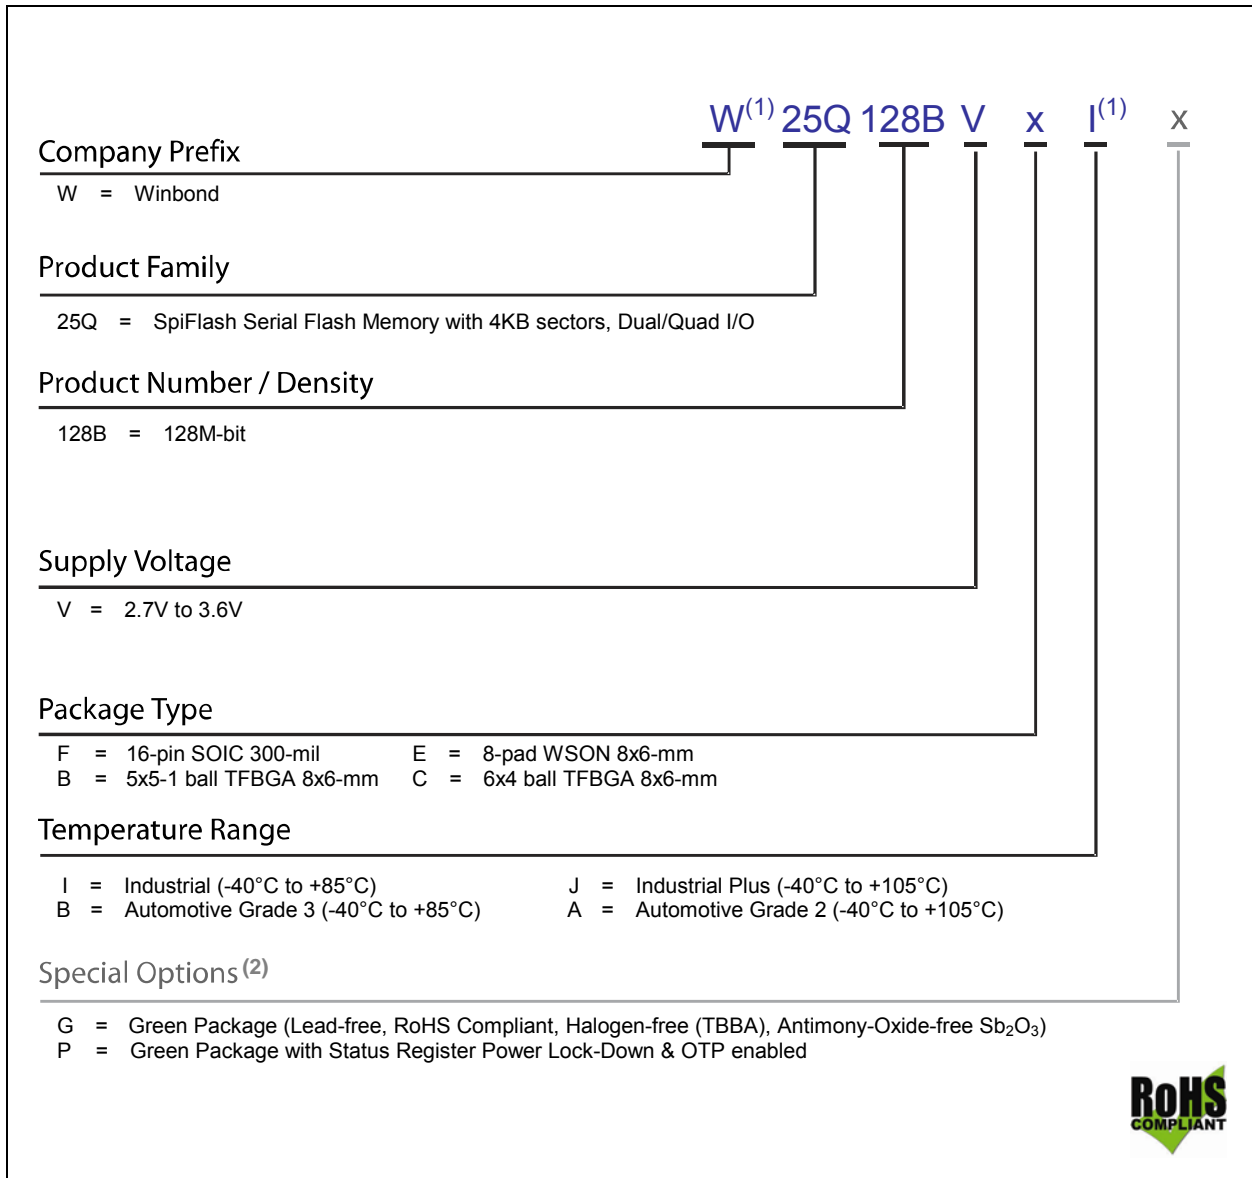 W(1) 25Q 128B V x I(1) x
Company Prefix
W = Winbond
Product Family
25Q = SpiFlash Serial Flash Memory with 4KB sectors, Dual/Quad I/O
Product Number / Density
128B = 128M-bit
Supply Voltage
V = 2.7V to 3.6V
Package Type
F = 16-pin SOIC 300-mil E = 8-pad WSON 8x6-mm
B = 5x5-1 ball TFBGA 8x6-mm C = 6x4 ball TFBGA 8x6-mm
Temperature Range
I = Industrial (-40°C to +85°C) J = Industrial Plus (-40°C to +105°C)
B = Automotive Grade 3 (-40°C to +85°C) A = Automotive Grade 2 (-40°C to +105°C)
Special Options (2)
G = Green Package (Lead-free, RoHS Compliant, Halogen-free (TBBA), Antimony-Oxide-free Sb₂O₃)
P = Green Package with Status Register Power Lock-Down & OTP enabled
RoHS
COMPLIANT